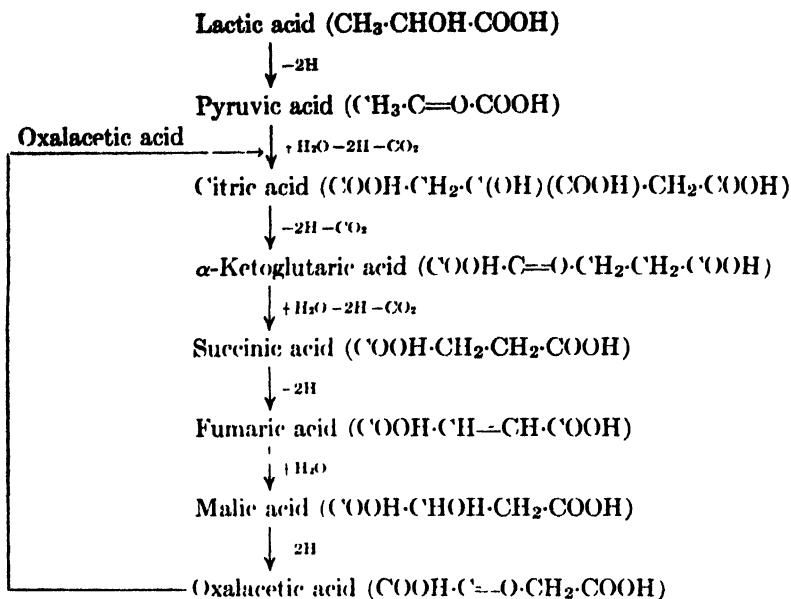 Lactic acid (CH₃·CHOH·COOH)
−2H
Pyruvic acid (CH₃·C=O·COOH)
Oxalacetic acid
+H₂O −2H −CO₂
Citric acid (COOH·CH₂·C(OH)(COOH)·CH₂·COOH)
−2H −CO₂
α-Ketoglutaric acid (COOH·C=O·CH₂·CH₂·COOH)
+H₂O −2H −CO₂
Succinic acid (COOH·CH₂·CH₂·COOH)
−2H
Fumaric acid (COOH·CH=CH·COOH)
+H₂O
Malic acid (COOH·CHOH·CH₂·COOH)
2H
Oxalacetic acid (COOH·C=O·CH₂·COOH)